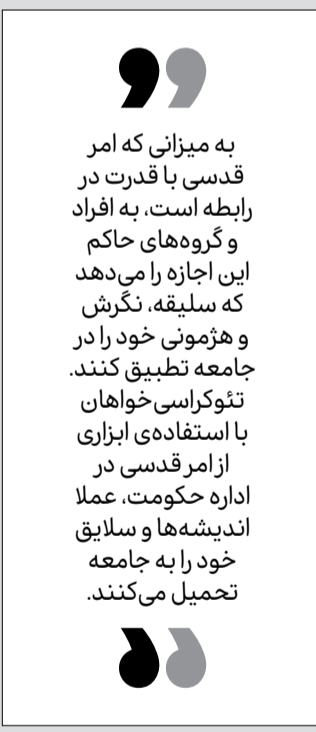 به میزانی که امر
قدسی با قدرت در
رابطه است، به افراد
و گروه‌های حاکم
این اجازه را می‌دهد
که سلیقه، نگرش
و هژمونی خود را در
جامعه تطبیق کنند.
تئوکراسی‌خواهان
با استفاده‌ی ابزاری
از امر قدسی در
اداره حکومت، عملا
اندیشه‌ها و سلایق
خود را به جامعه
تحمیل می‌کنند.